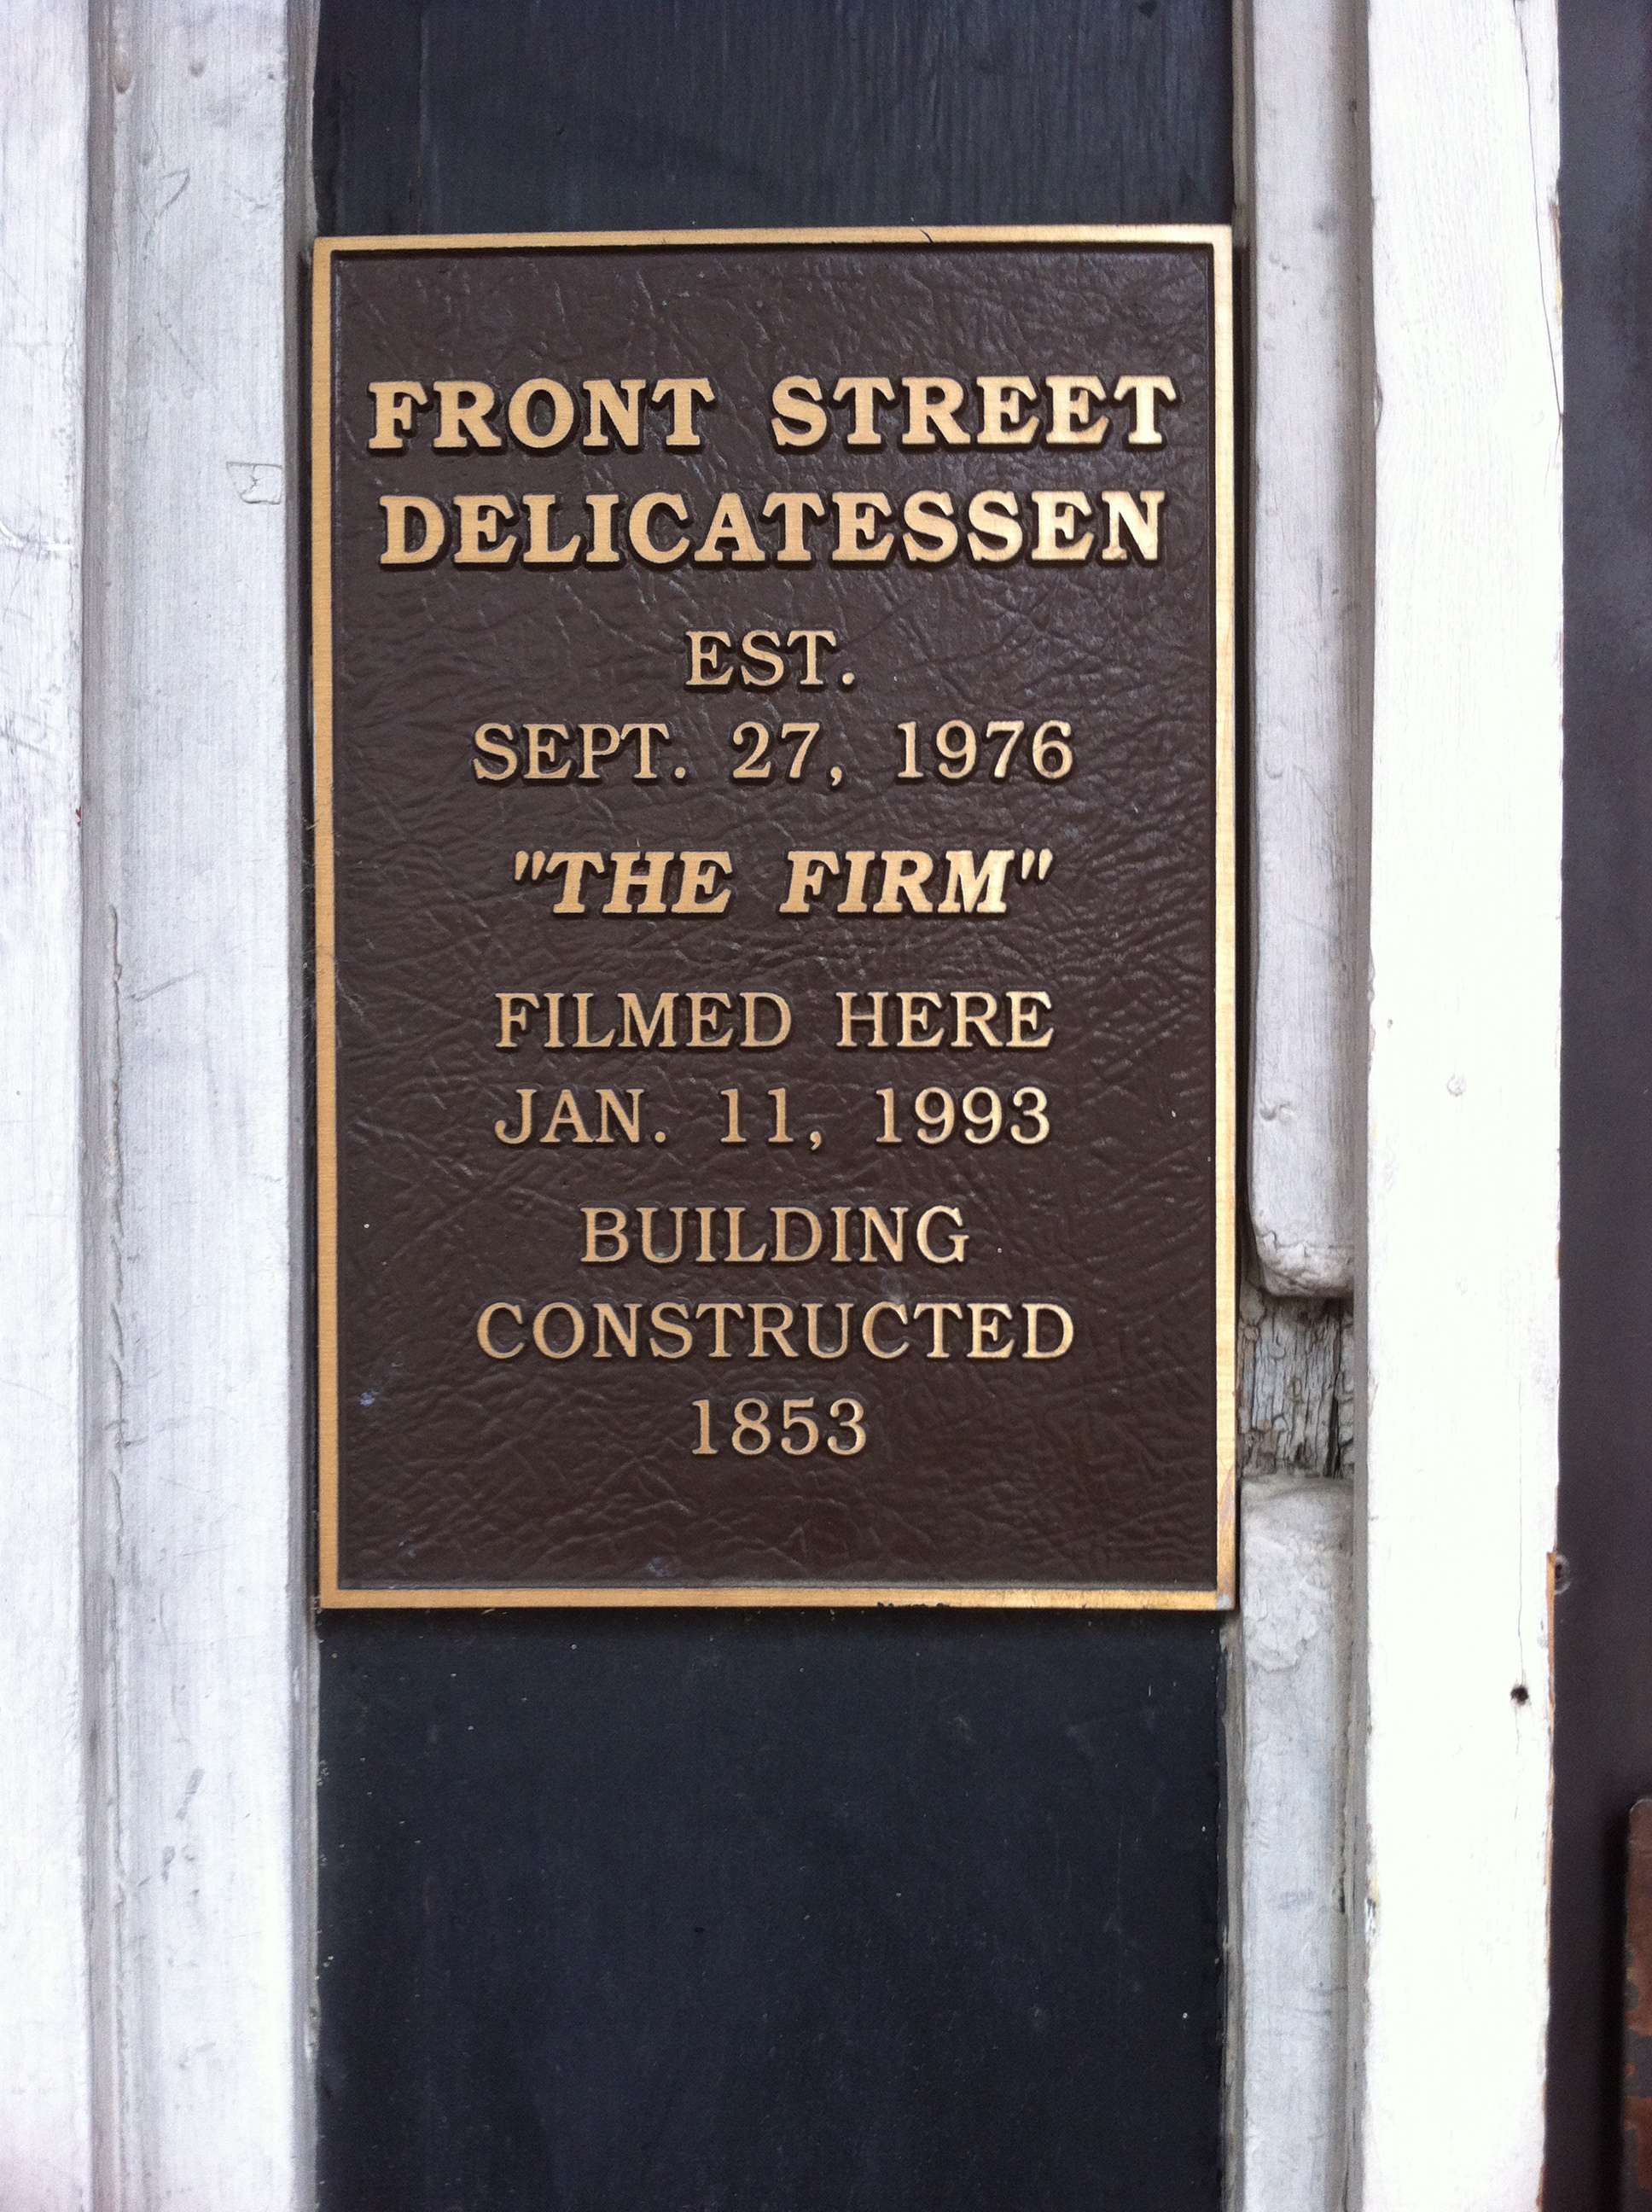 FRONT STREET
DELICATESSEN
EST.
SEPT. 27, 1976
"THE FIRM"
FILMED HERE
JAN. 11, 1993
BUILDING
CONSTRUCTED
1853